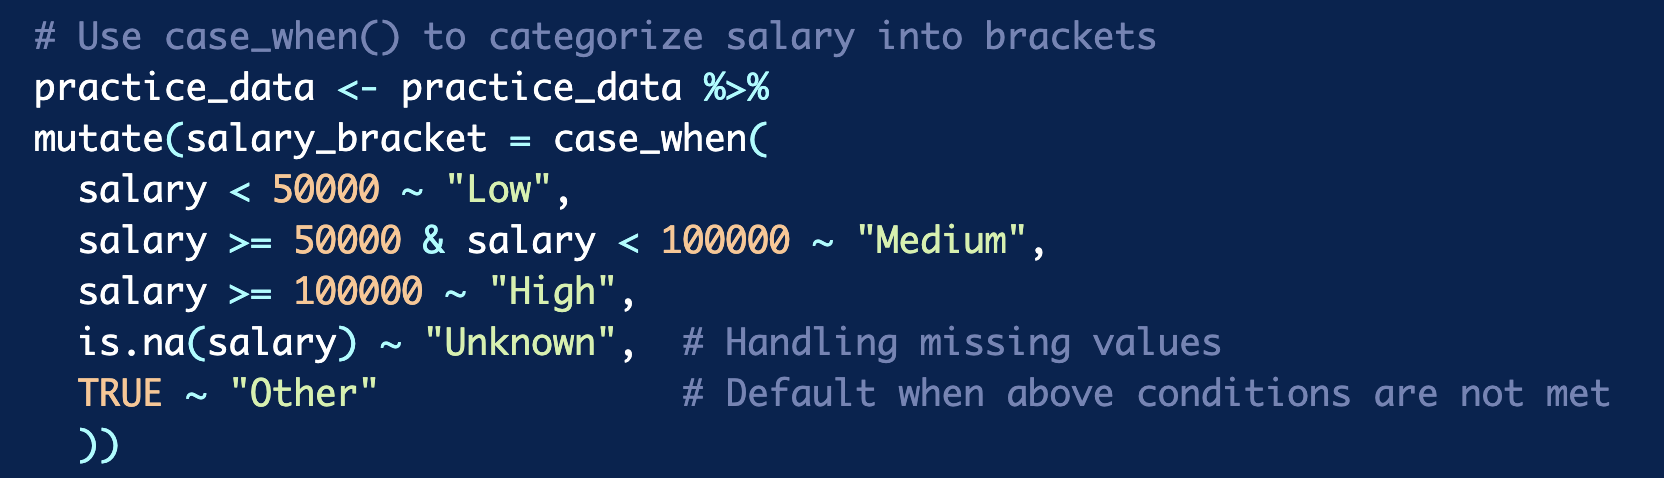 # Use case_when() to categorize salary into brackets
practice_data <- practice_data %>%
mutate(salary_bracket = case_when(
  salary < 50000 ~ "Low",
  salary >= 50000 & salary < 100000 ~ "Medium",
  salary >= 100000 ~ "High",
  is.na(salary) ~ "Unknown",  # Handling missing values
  TRUE ~ "Other"              # Default when above conditions are not met
  ))